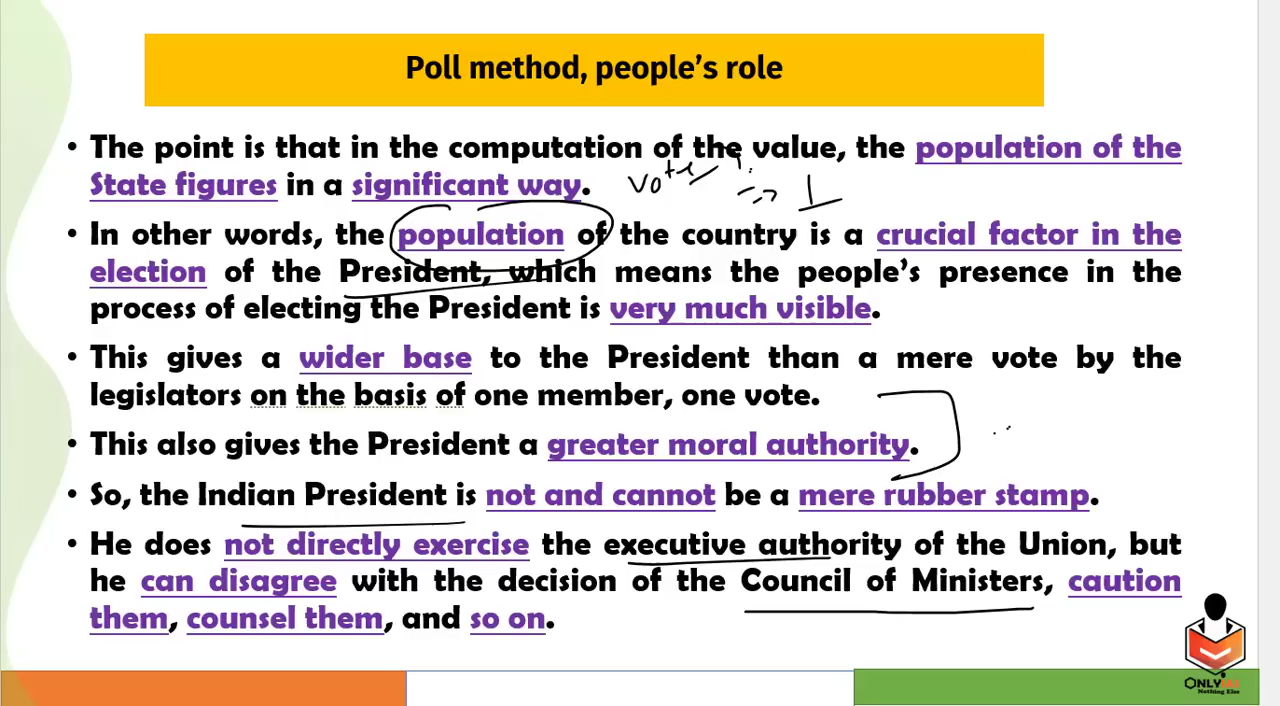 Poll method, people's role
• The point is that in the computation of the value, the population of the
State figures in a significant way.
vote
1
• In other words, the population of the country is a crucial factor in the
election of the President, which means the people's presence in the
process of electing the President is very much visible.
• This gives a wider base to the President than a mere vote by the
legislators on the basis of one member, one vote.
• This also gives the President a greater moral authority.
• So, the Indian President is not and cannot be a mere rubber stamp.
• He does not directly exercise the executive authority of the Union, but
he can disagree with the decision of the Council of Ministers, caution
them, counsel them, and so on.
ONLYIAS
Nothing Else